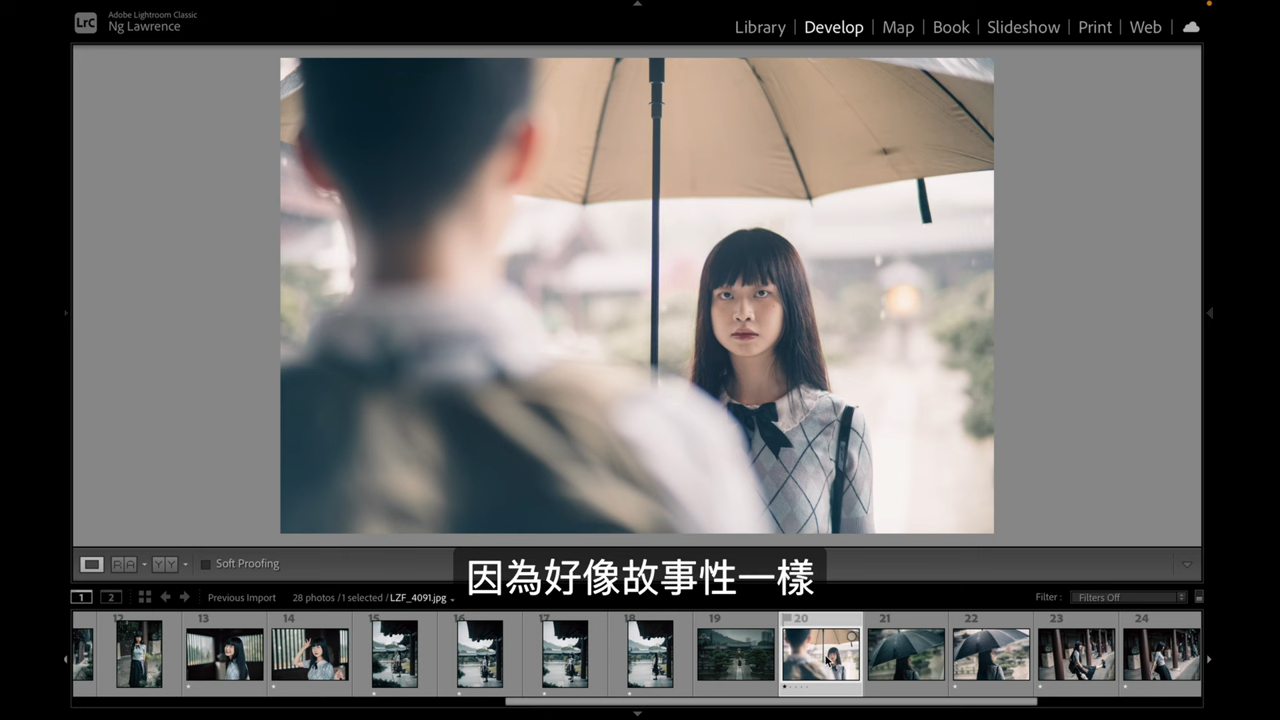 LrC
Adobe Lightroom Classic
Ng Lawrence
Library | Develop | Map | Book | Slideshow | Print | Web
RA YY Soft Proofing
因為好像故事性一樣
1 2 Previous Import 28 photos / 1 selected / LZF_4091.jpg Filter : Filters Off
12 13 14 15 16 17 18 19 20 21 22 23 24